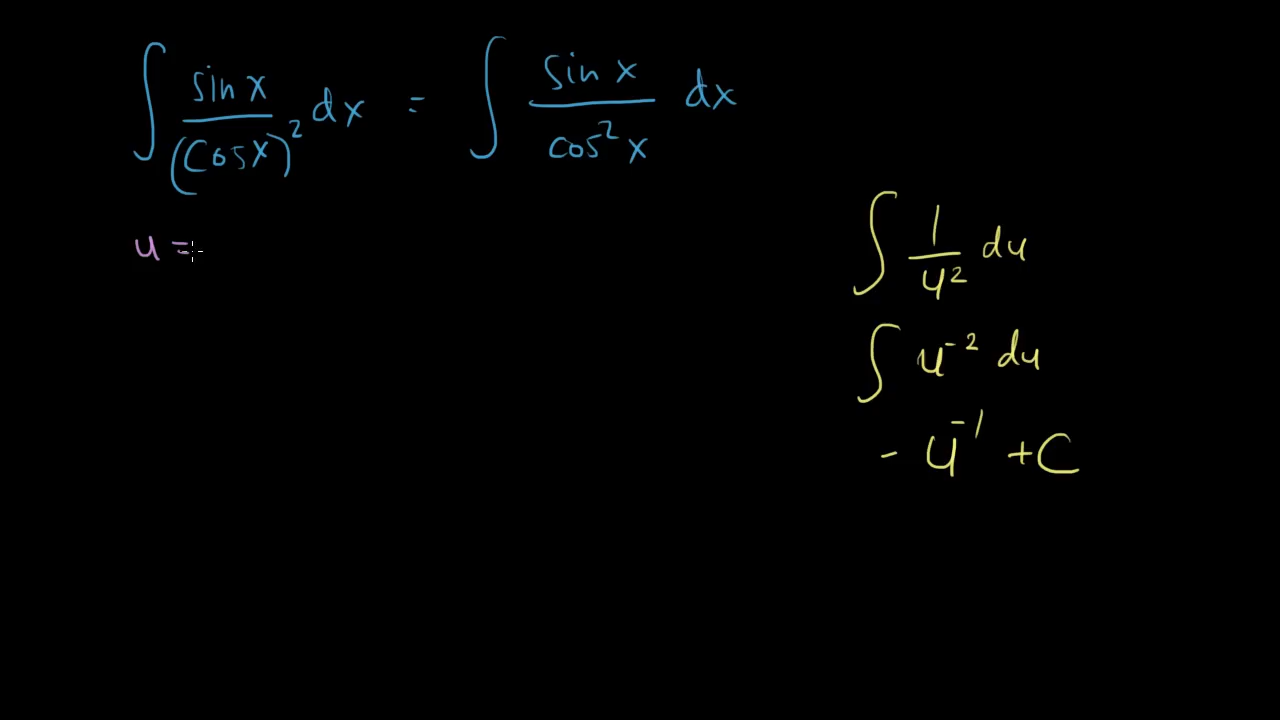 ∫ sin x / (cos x)² dx = ∫ sin x / cos² x dx
u =
∫ 1/u² du
∫ u⁻² du
- u⁻¹ + C